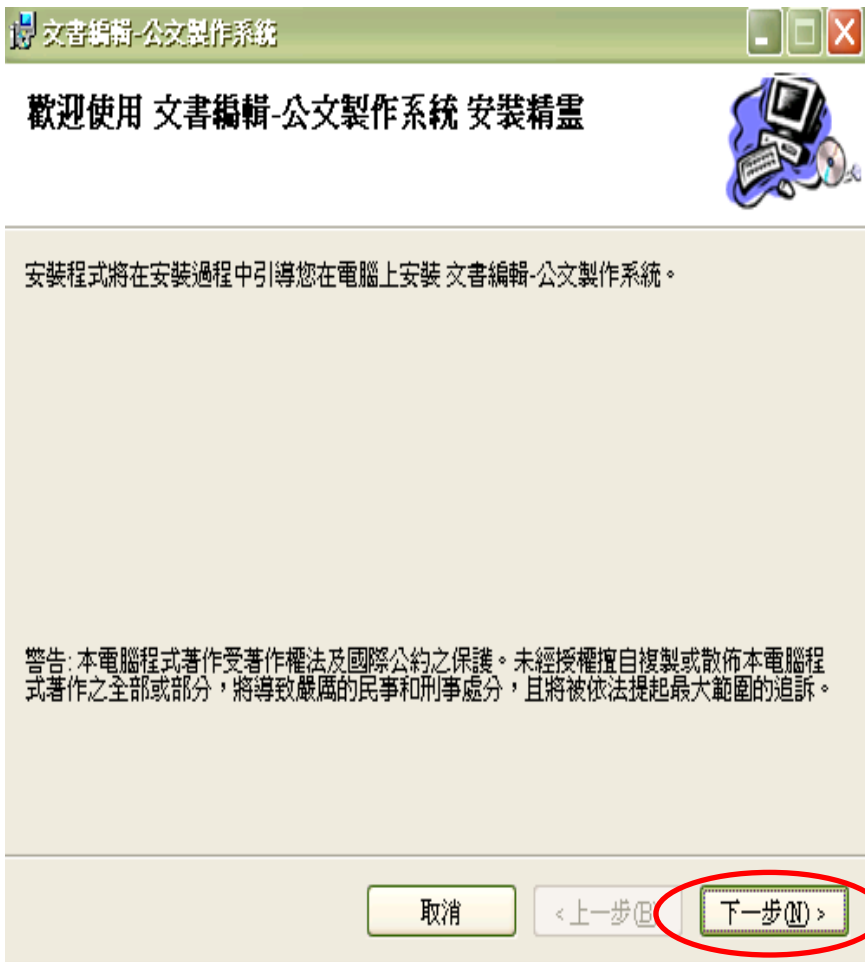 文書編輯-公文製作系統
歡迎使用 文書編輯-公文製作系統 安裝精靈
安裝程式將在安裝過程中引導您在電腦上安裝 文書編輯-公文製作系統。
警告: 本電腦程式著作受著作權法及國際公約之保護。未經授權擅自複製或散佈本電腦程
式著作之全部或部分，將導致嚴厲的民事和刑事處分，且將被依法提起最大範圍的追訴。
取消
<上一步(B)
下一步(N) >